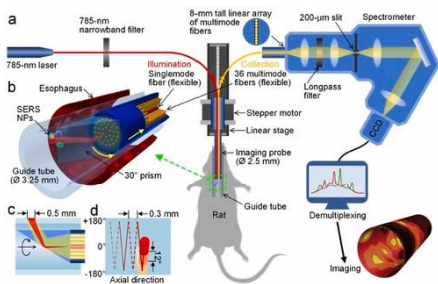 a
785-nm
narrowband filter
785-nm laser
8-mm tall linear array
of multimode
fibers
200-µm slit
Spectrometer
Longpass
filter
CCD
Illumination
Singlemode
fiber (flexible)
Collection
36 multimode
fibers (flexible)
Stepper motor
Linear stage
Imaging probe
(Ø 2.5 mm)
Guide tube
Rat
Demultiplexing
Imaging
b
Esophagus
SERS
NPs
Guide tube
(Ø 3.25 mm)
30° prism
c
0.5 mm
d
0.3 mm
+180°
0
-180°
12°
Axial direction